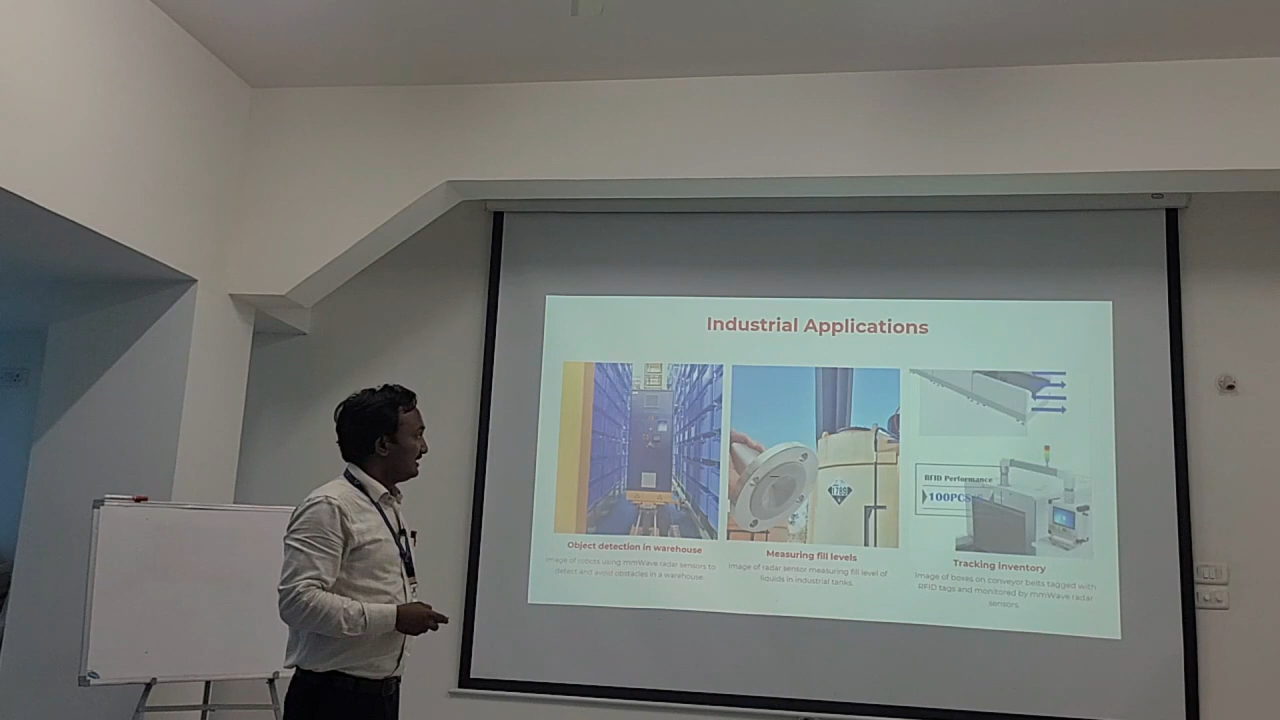 Industrial Applications
Object detection in warehouse
Image of robots using mmWave radar sensors to
detect and avoid obstacles in a warehouse.
Measuring fill levels
Image of radar sensor measuring fill level of
liquids in industrial tanks.
RFID Performance
100PCS
Tracking Inventory
Image of boxes on conveyor belts tagged with
RFID tags and monitored by mmWave radar
sensors.